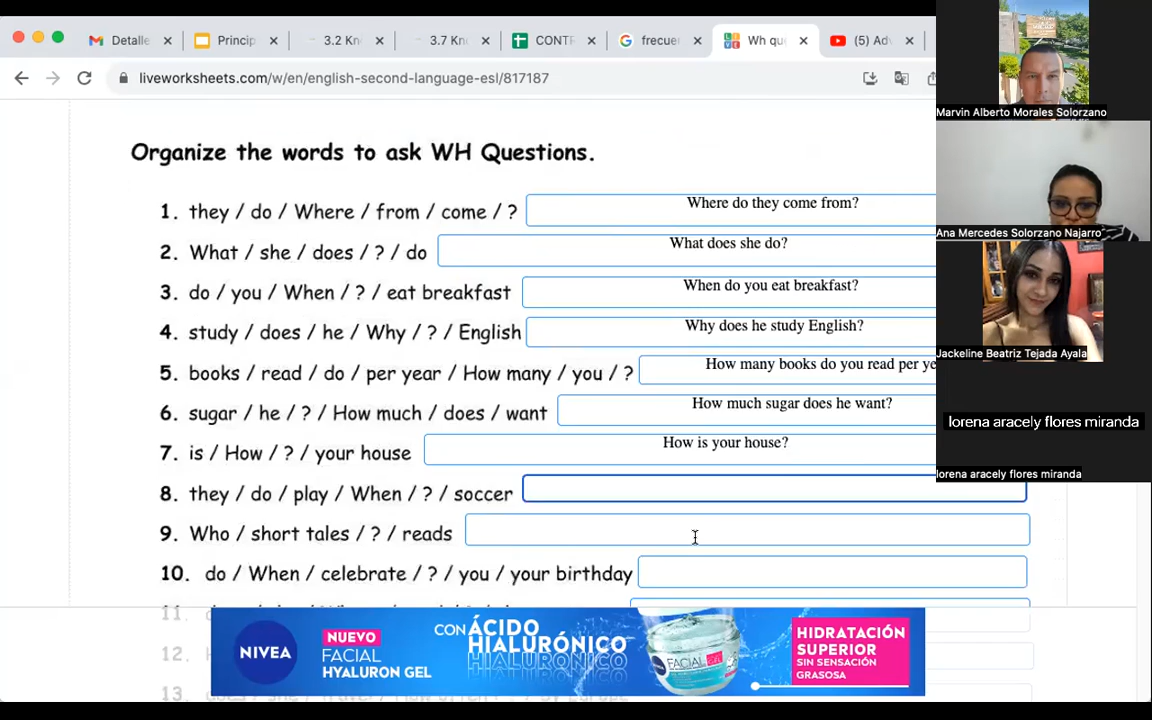 Detalle
Princip
3.2 Kn
3.7 Kn
CONT
frecue
Wh qu
(5) Ad
liveworksheets.com/w/en/english-second-language-esl/817187
Marvin Alberto Morales Solorzano
Ana Mercedes Solorzano Najarro
Jackeline Beatriz Tejada Ayala
lorena aracely flores miranda
lorena aracely flores miranda
Organize the words to ask WH Questions.
1. they / do / Where / from / come / ? Where do they come from?
2. What / she / does / ? / do What does she do?
3. do / you / When / ? / eat breakfast When do you eat breakfast?
4. study / does / he / Why / ? / English Why does he study English?
5. books / read / do / per year / How many / you / ? How many books do you read per ye
6. sugar / he / ? / How much / does / want How much sugar does he want?
7. is / How / ? / your house How is your house?
8. they / do / play / When / ? / soccer
9. Who / short tales / ? / reads
10. do / When / celebrate / ? / you / your birthday
11.
12.
13.
NIVEA
NUEVO
FACIAL
HYALURON GEL
CON ÁCIDO
HIALURÓNICO
HIALURÓNICO
NIVEA
FACIAL
HIDRATACIÓN
SUPERIOR
SIN SENSACIÓN
GRASOSA